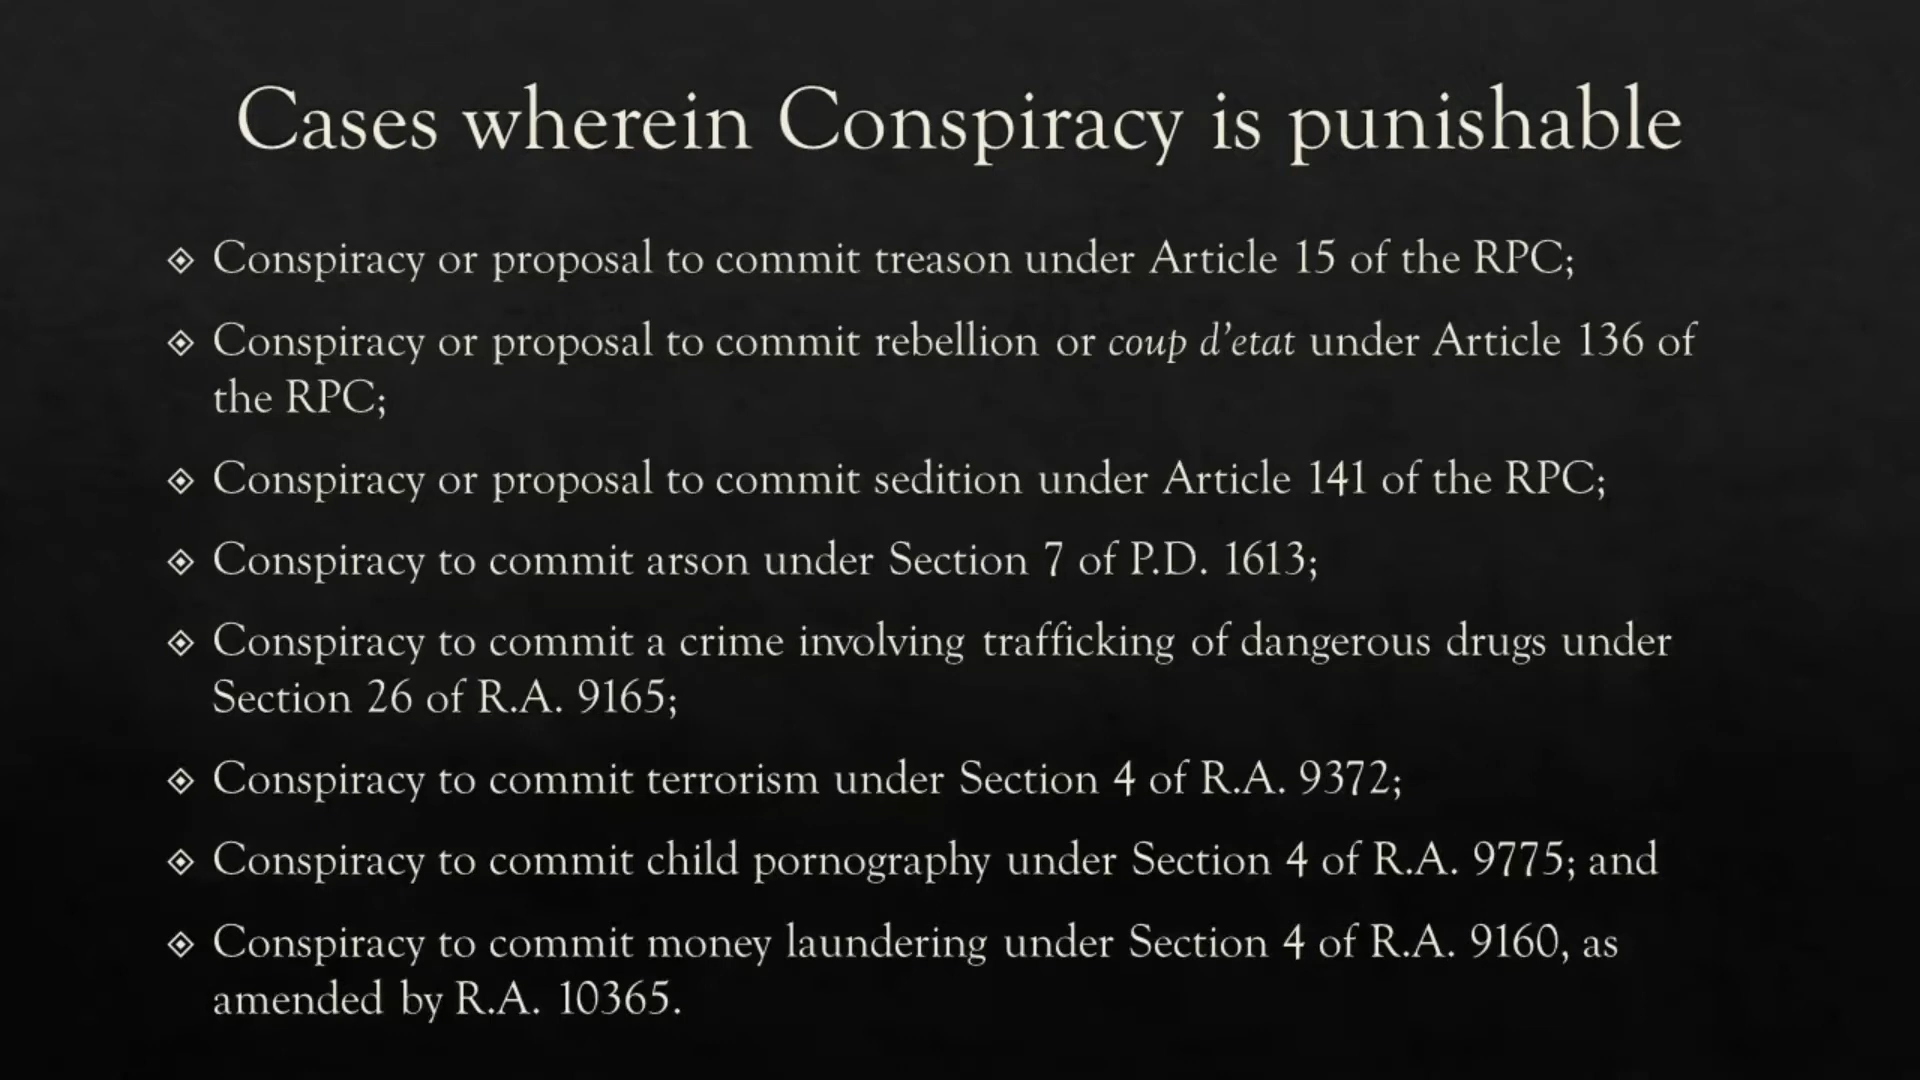 Cases wherein Conspiracy is punishable
Conspiracy or proposal to commit treason under Article 15 of the RPC;
Conspiracy or proposal to commit rebellion or coup d’etat under Article 136 of
the RPC;
Conspiracy or proposal to commit sedition under Article 141 of the RPC;
Conspiracy to commit arson under Section 7 of P.D. 1613;
Conspiracy to commit a crime involving trafficking of dangerous drugs under
Section 26 of R.A. 9165;
Conspiracy to commit terrorism under Section 4 of R.A. 9372;
Conspiracy to commit child pornography under Section 4 of R.A. 9775; and
Conspiracy to commit money laundering under Section 4 of R.A. 9160, as
amended by R.A. 10365.